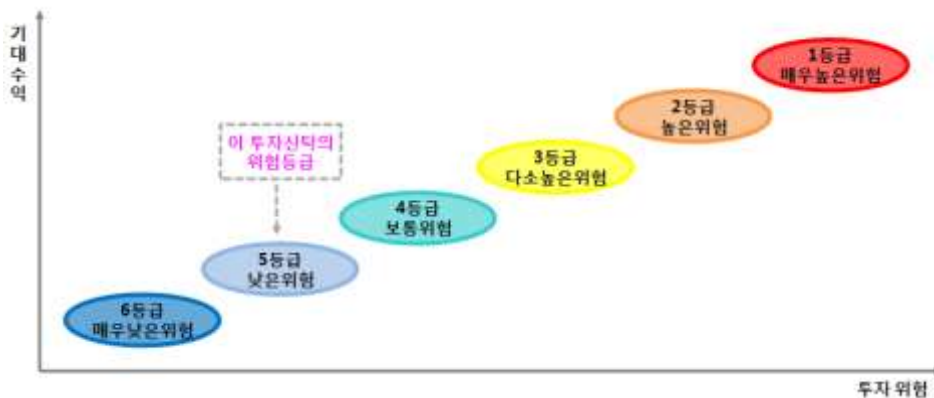 기대수익
1등급
매우높은위험
2등급
높은위험
이 투자신탁의
위험등급
3등급
다소높은위험
4등급
보통위험
5등급
낮은위험
6등급
매우낮은위험
투자 위험